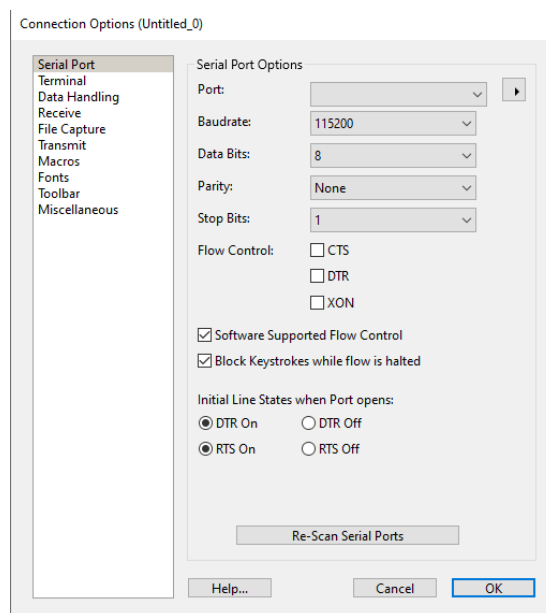 Connection Options (Untitled_0)
Serial Port
Terminal
Data Handling
Receive
File Capture
Transmit
Macros
Fonts
Toolbar
Miscellaneous
Serial Port Options
Port:
Baudrate: 115200
Data Bits: 8
Parity: None
Stop Bits: 1
Flow Control: CTS
DTR
XON
Software Supported Flow Control
Block Keystrokes while flow is halted
Initial Line States when Port opens:
DTR On DTR Off
RTS On RTS Off
Re-Scan Serial Ports
Help... Cancel OK